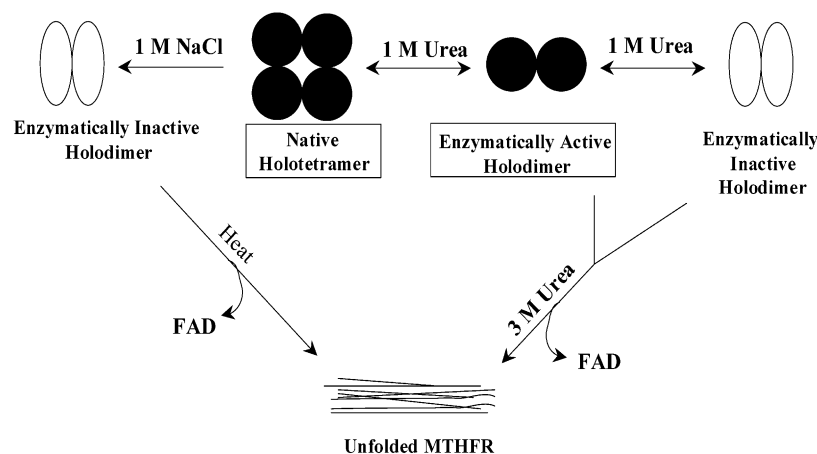 1 M NaCl
1 M Urea
1 M Urea
Enzymatically Inactive
Holodimer
Native
Holotetramer
Enzymatically Active
Holodimer
Enzymatically
Inactive
Holodimer
Heat
FAD
3 M Urea
FAD
Unfolded MTHFR